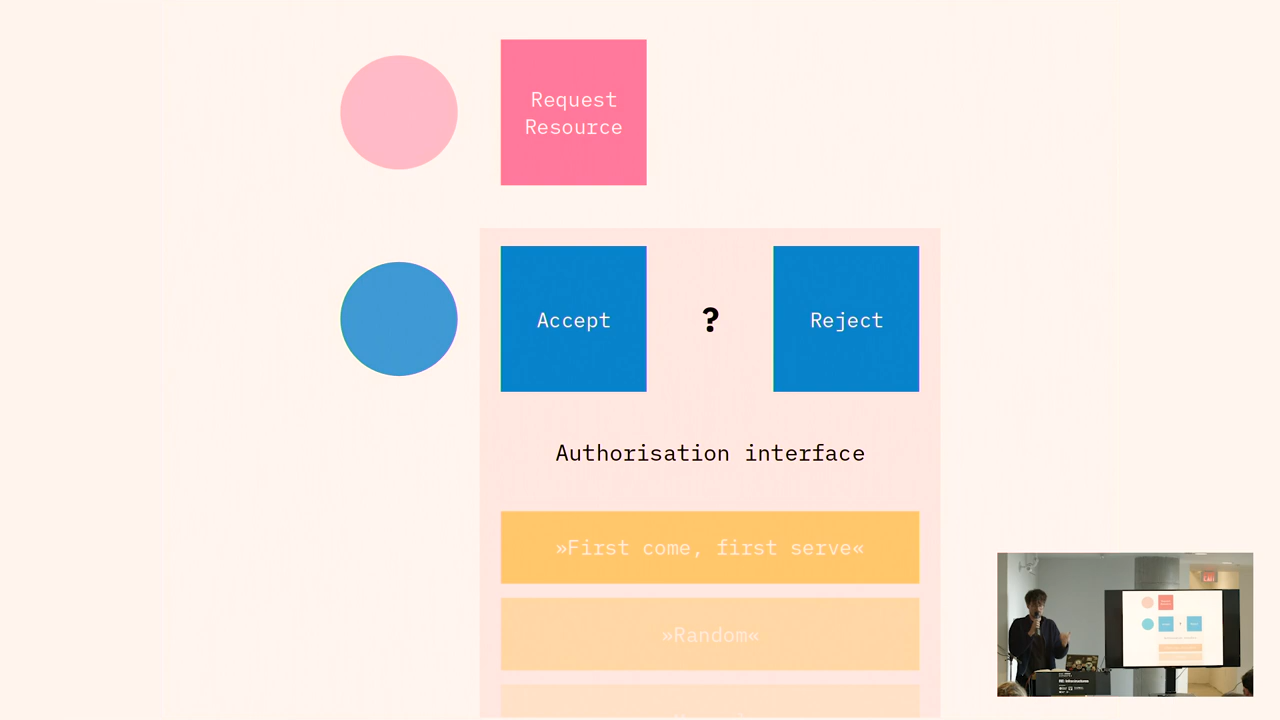 Request
Resource
Accept
?
Reject
Authorisation interface
»First come, first serve«
»Random«